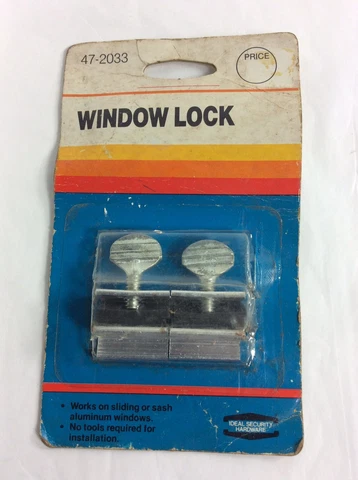 47-2033
PRICE
WINDOW LOCK
• Works on sliding or sash
aluminum windows.
• No tools required for
installation.
IDEAL SECURITY
HARDWARE